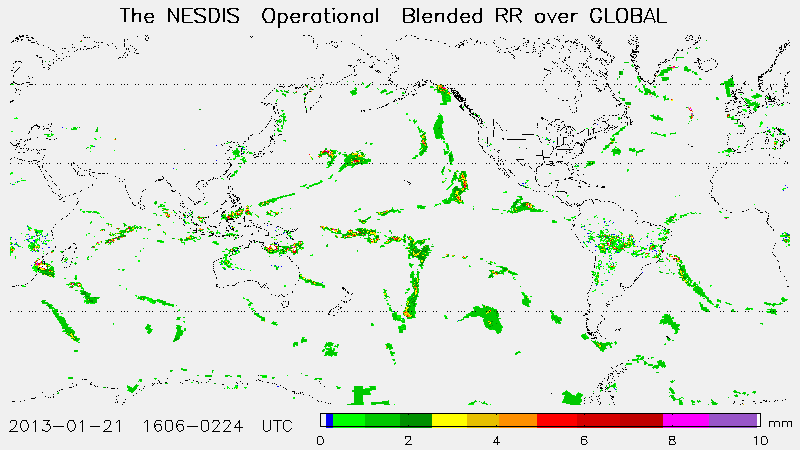 The NESDIS Operational Blended RR over GLOBAL
2013-01-21 1606-0224 UTC
0 2 4 6 8 10 mm